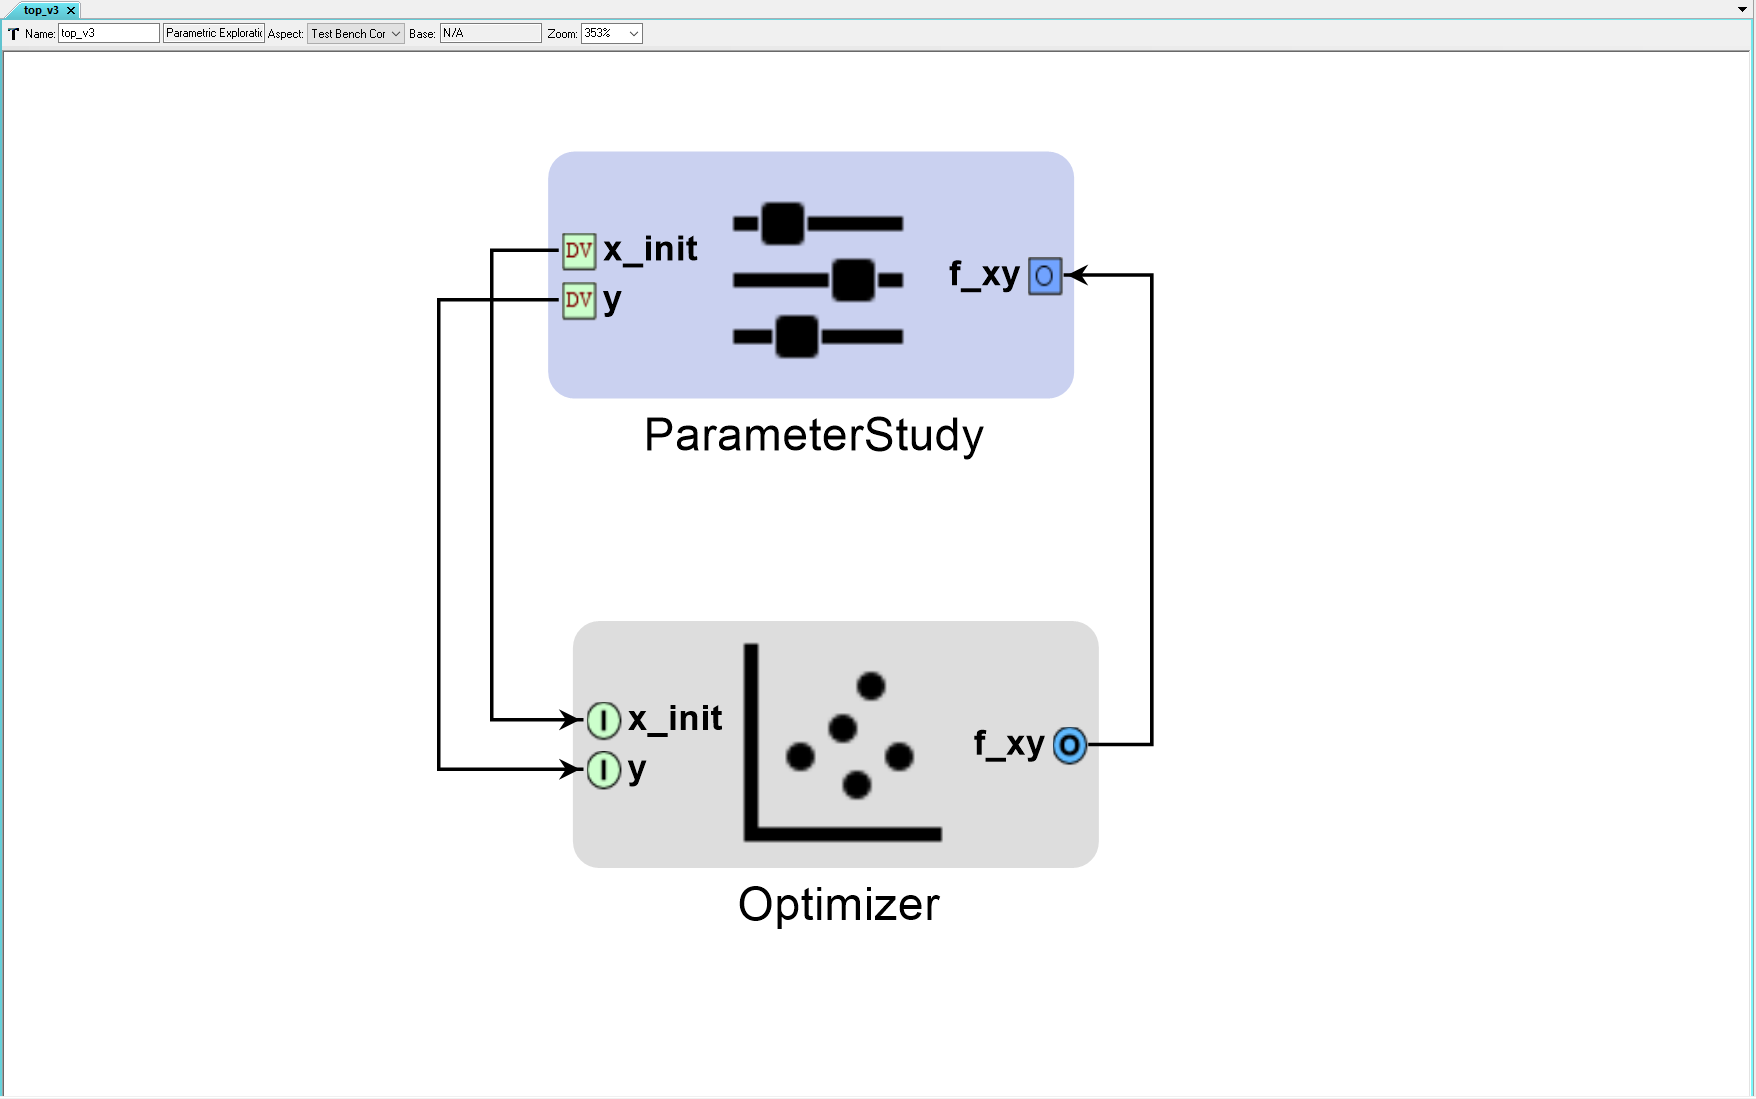 top_v3
Name: top_v3 Parametric Exploratic Aspect: Test Bench Cor Base: N/A Zoom: 353%
DV x_init
DV y
f_xy O
ParameterStudy
I x_init
I y
f_xy O
Optimizer